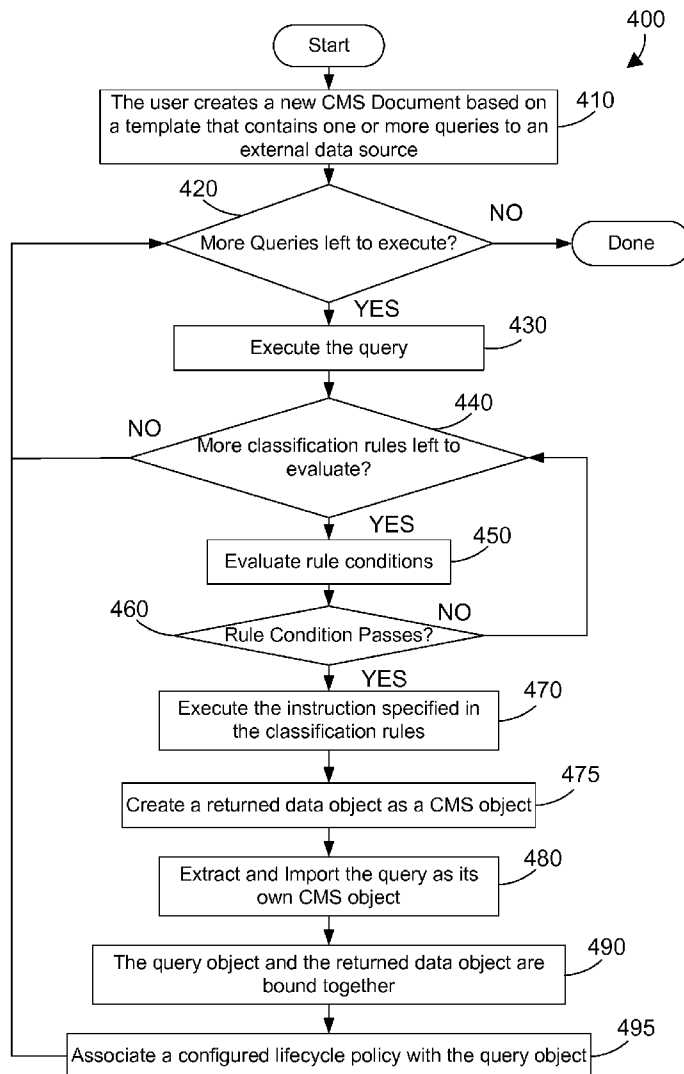 Start
400
The user creates a new CMS Document based on
a template that contains one or more queries to an
external data source
410
420
NO
More Queries left to execute?
Done
YES
430
Execute the query
440
NO
More classification rules left to
evaluate?
YES
450
Evaluate rule conditions
460
NO
Rule Condition Passes?
YES
470
Execute the instruction specified in
the classification rules
475
Create a returned data object as a CMS object
480
Extract and Import the query as its
own CMS object
490
The query object and the returned data object are
bound together
495
Associate a configured lifecycle policy with the query object